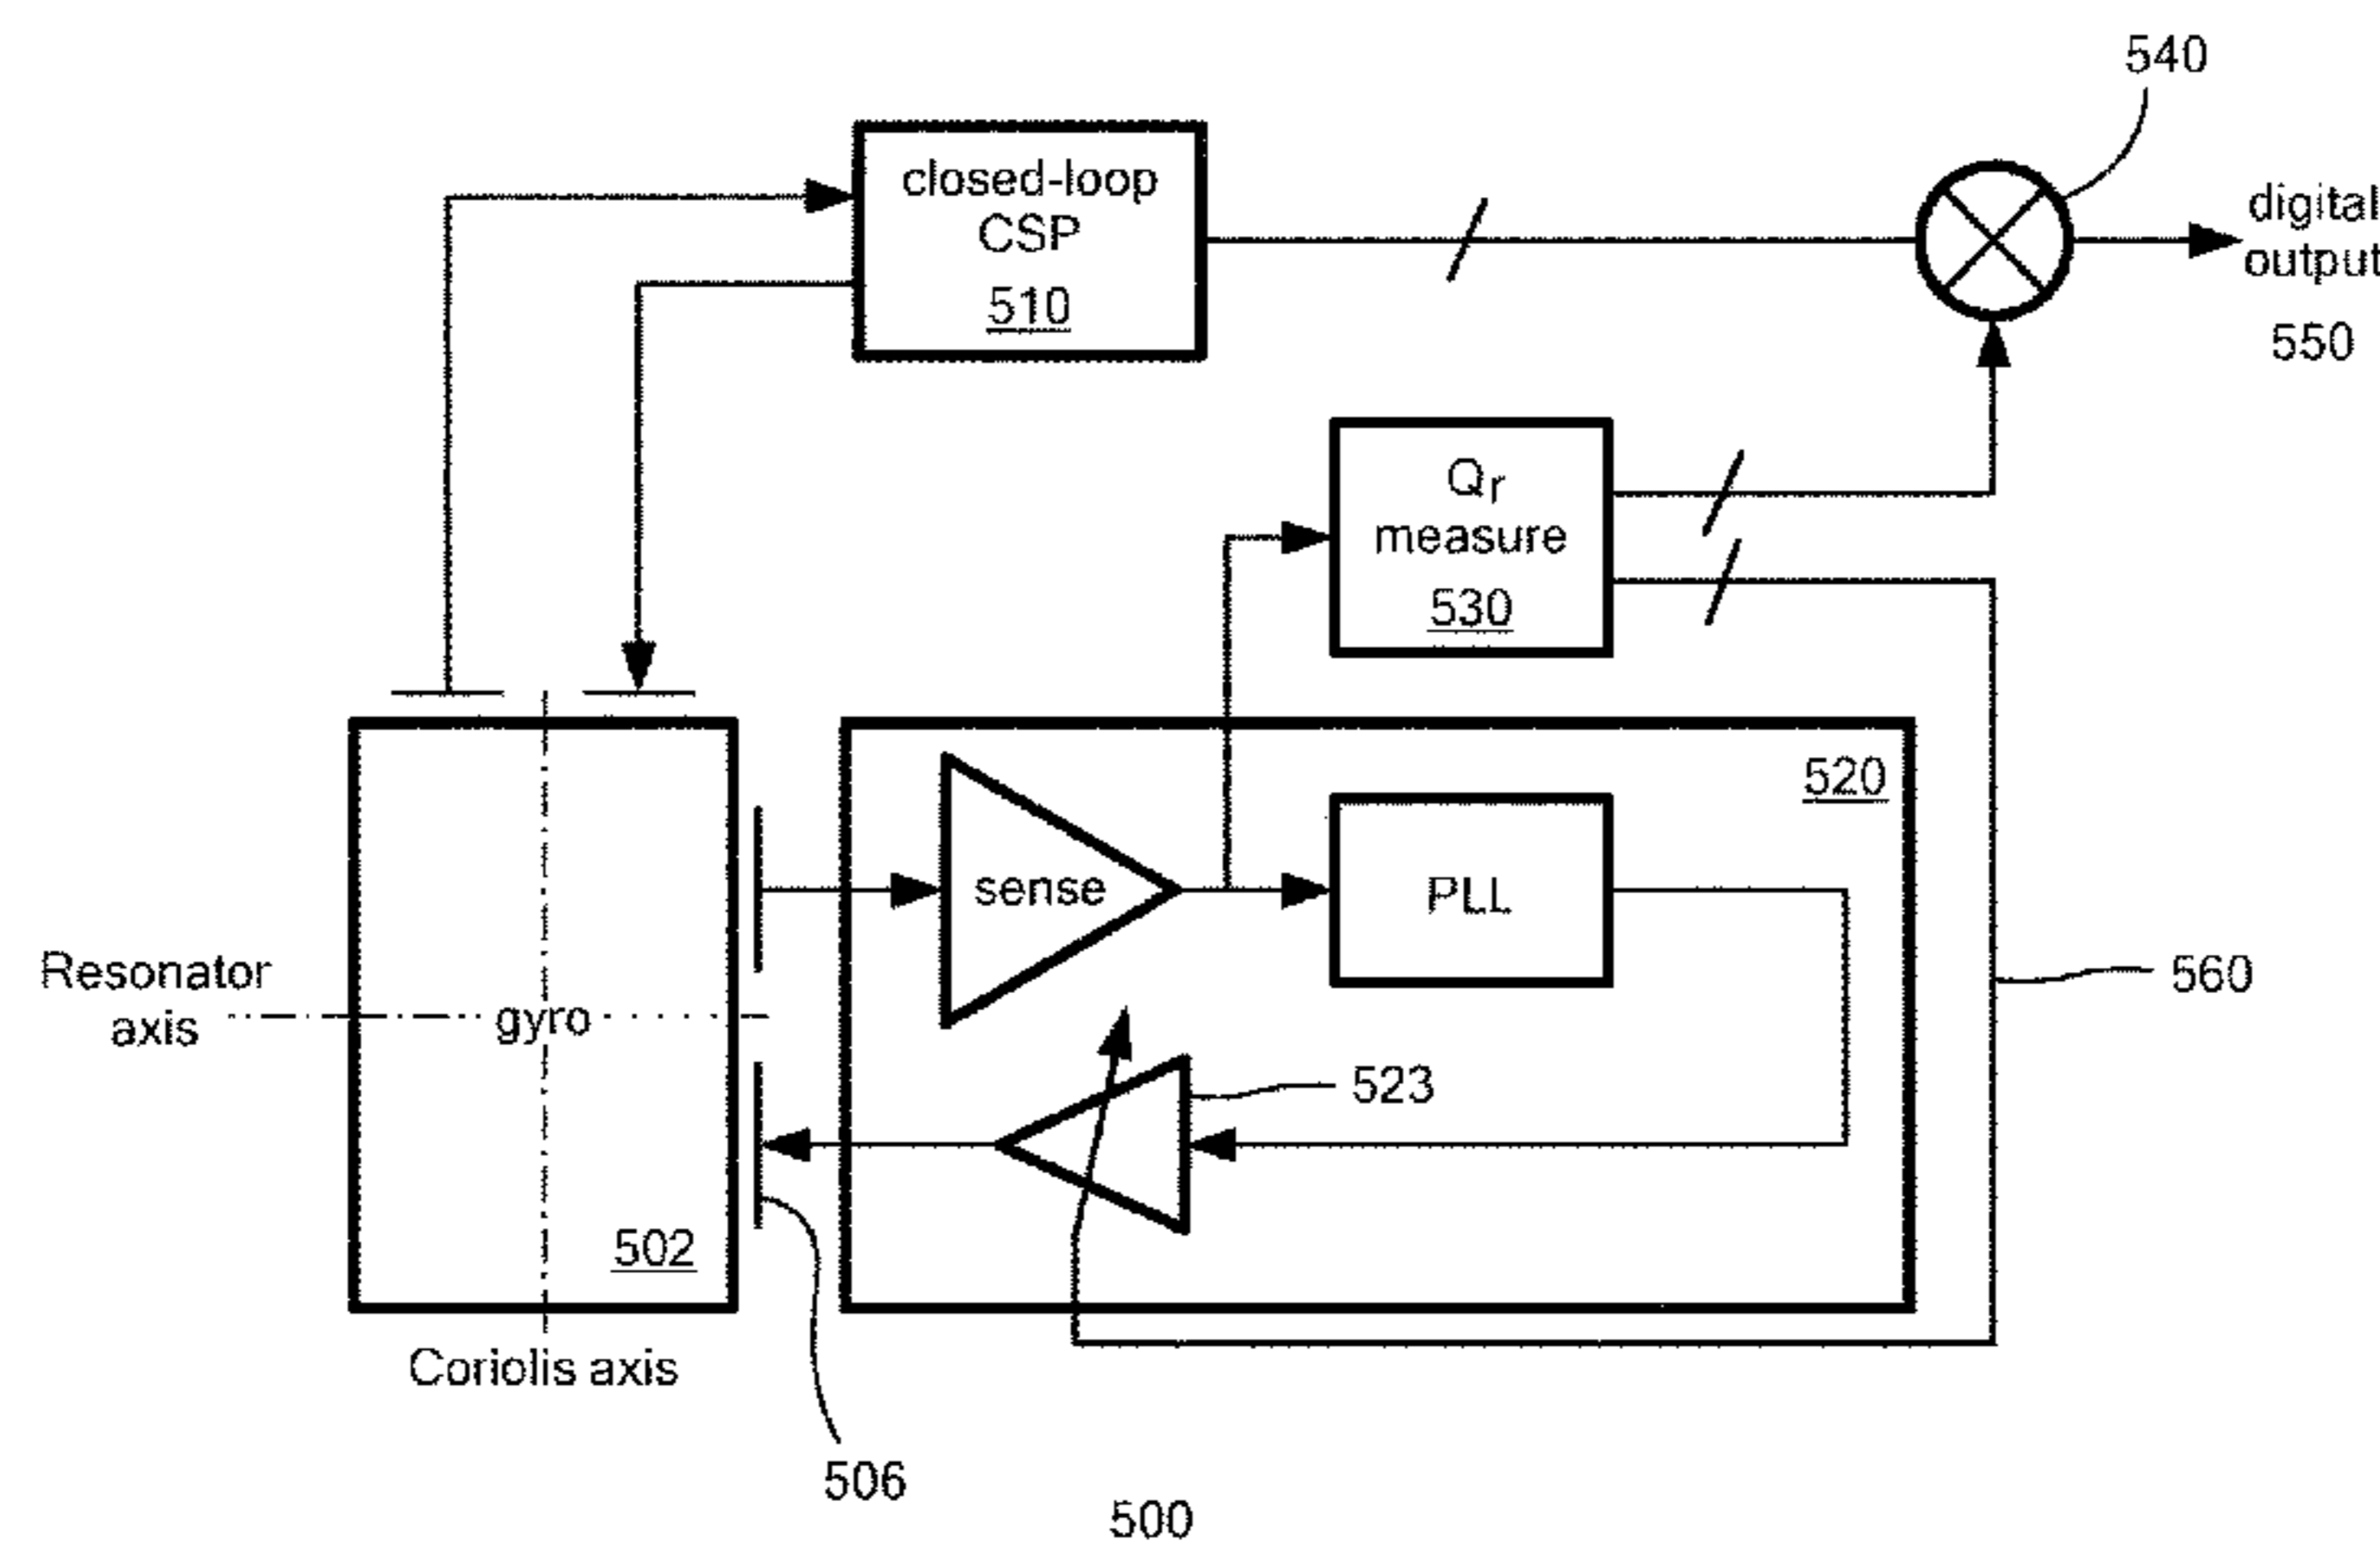 540
closed-loop
CSP
510
digital
output
550
Qr
measure
530
520
sense
PLL
Resonator
axis
gyro
560
523
502
Coriolis axis
506
500